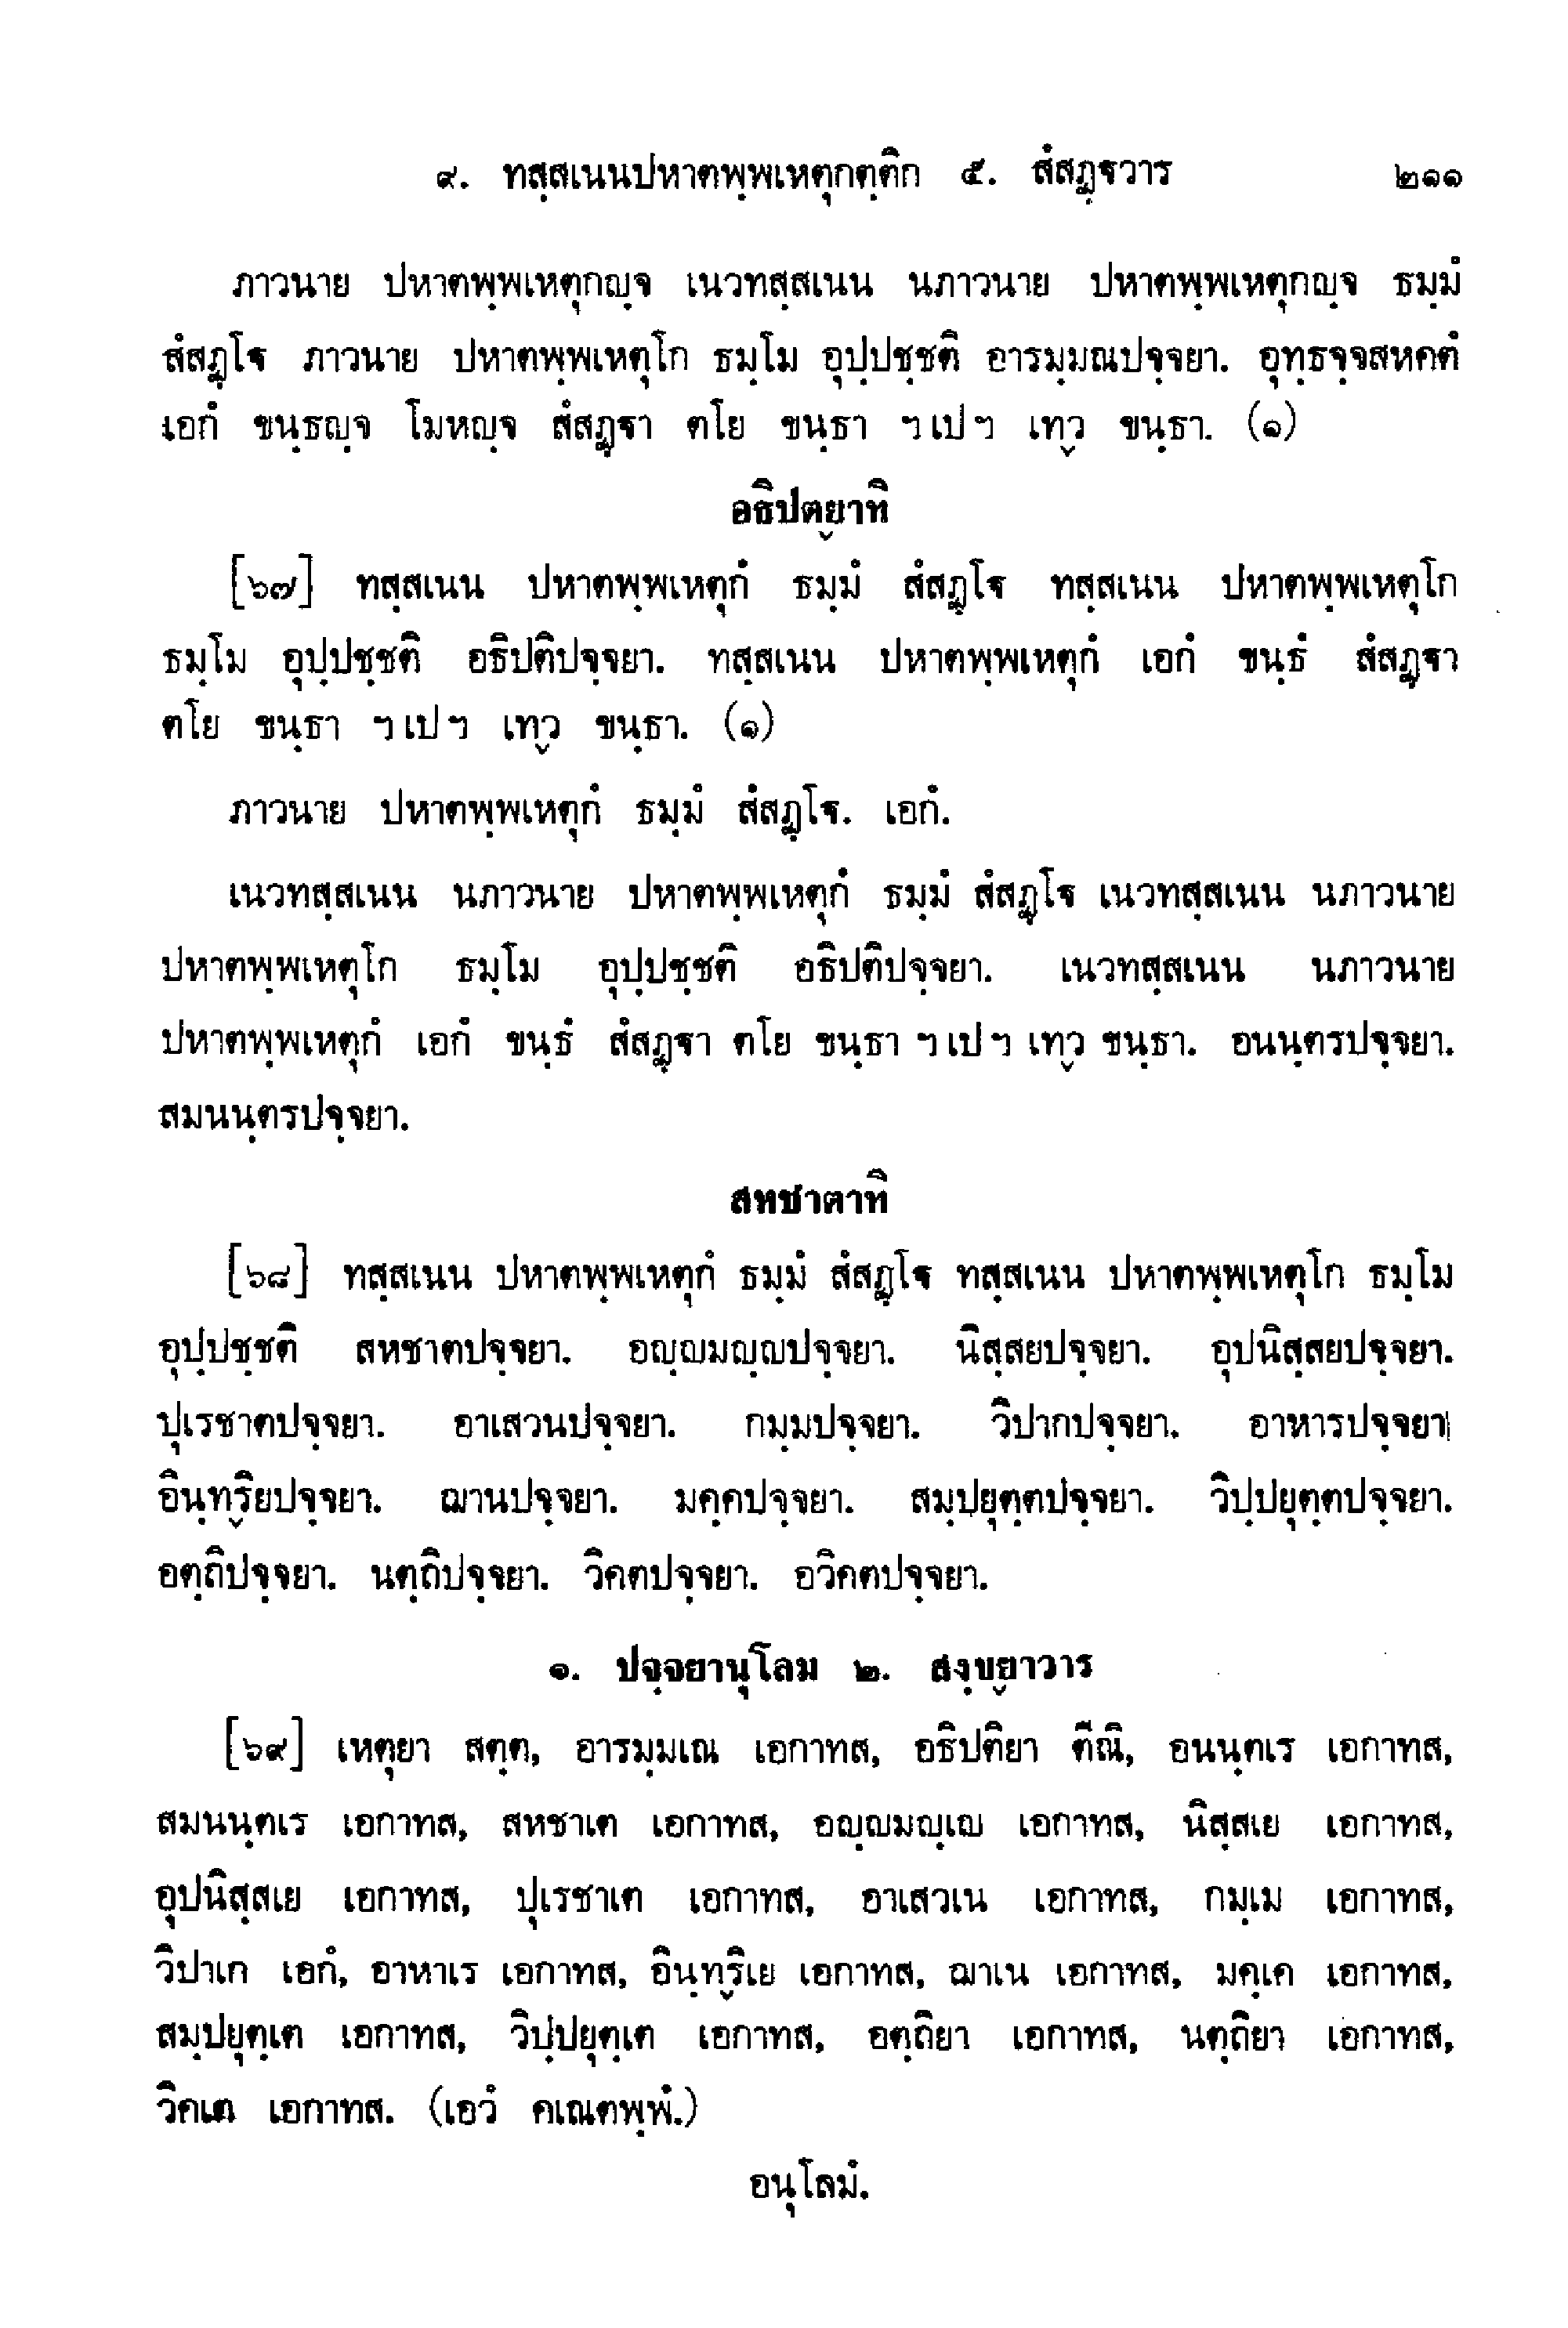 ๙. ทสฺสเนนปหาตพฺพเหตุกตฺติก ๕. สํสฏฺฐวาร ๒๑๑
ภาวนาย ปหาตพฺพเหตุกญฺจ เนวทสฺสเนน นภาวนาย ปหาตพฺพเหตุกญฺจ ธมฺมํ
สํสฏฺโฐ ภาวนาย ปหาตพฺพเหตุโก ธมฺโม อุปฺปชฺชติ อารมฺมณปจฺจยา. อุทฺธจฺจสหคตํ
เอกํ ขนฺธญฺจ โมหญฺจ สํสฏฺฐา ตโย ขนฺธา ฯเปฯ เทฺว ขนฺธา. (๑)
อธิปตฺยาทิ
[๖๗] ทสฺสเนน ปหาตพฺพเหตุกํ ธมฺมํ สํสฏฺโฐ ทสฺสเนน ปหาตพฺพเหตุโก
ธมฺโม อุปฺปชฺชติ อธิปติปจฺจยา. ทสฺสเนน ปหาตพฺพเหตุกํ เอกํ ขนฺธํ สํสฏฺฐา
ตโย ขนฺธา ฯเปฯ เทฺว ขนฺธา. (๑)
ภาวนาย ปหาตพฺพเหตุกํ ธมฺมํ สํสฏฺโฐ. เอกํ.
เนวทสฺสเนน นภาวนาย ปหาตพฺพเหตุกํ ธมฺมํ สํสฏฺโฐ เนวทสฺสเนน นภาวนาย
ปหาตพฺพเหตุโก ธมฺโม อุปฺปชฺชติ อธิปติปจฺจยา. เนวทสฺสเนน นภาวนาย
ปหาตพฺพเหตุกํ เอกํ ขนฺธํ สํสฏฺฐา ตโย ขนฺธา ฯเปฯ เทฺว ขนฺธา. อนนฺตรปจฺจยา.
สมนนฺตรปจฺจยา.
สหชาตาทิ
[๖๘] ทสฺสเนน ปหาตพฺพเหตุกํ ธมฺมํ สํสฏฺโฐ ทสฺสเนน ปหาตพฺพเหตุโก ธมฺโม
อุปฺปชฺชติ สหชาตปจฺจยา. อญฺญมญฺญปจฺจยา. นิสฺสยปจฺจยา. อุปนิสฺสยปจฺจยา.
ปุเรชาตปจฺจยา. อาเสวนปจฺจยา. กมฺมปจฺจยา. วิปากปจฺจยา. อาหารปจฺจยา
อินฺทฺริยปจฺจยา. ฌานปจฺจยา. มคฺคปจฺจยา. สมฺปยุตฺตปจฺจยา. วิปฺปยุตฺตปจฺจยา.
อตฺถิปจฺจยา. นตฺถิปจฺจยา. วิคตปจฺจยา. อวิคตปจฺจยา.
๑. ปจฺจยานุโลม ๒. สงฺขฺยาวาร
[๖๙] เหตุยา สตฺต, อารมฺมเณ เอกาทส, อธิปติยา ตีณิ, อนนฺตเร เอกาทส,
สมนนฺตเร เอกาทส, สหชาเต เอกาทส, อญฺญมญฺเญ เอกาทส, นิสฺสเย เอกาทส,
อุปนิสฺสเย เอกาทส, ปุเรชาเต เอกาทส, อาเสวเน เอกาทส, กมฺเม เอกาทส,
วิปาเก เอกํ, อาหาเร เอกาทส, อินฺทฺริเย เอกาทส, ฌาเน เอกาทส, มคฺเค เอกาทส,
สมฺปยุตฺเต เอกาทส, วิปฺปยุตฺเต เอกาทส, อตฺถิยา เอกาทส, นตฺถิยา เอกาทส,
วิคเต เอกาทส. (เอวํ คเณตพฺพํ.)
อนุโลมํ.